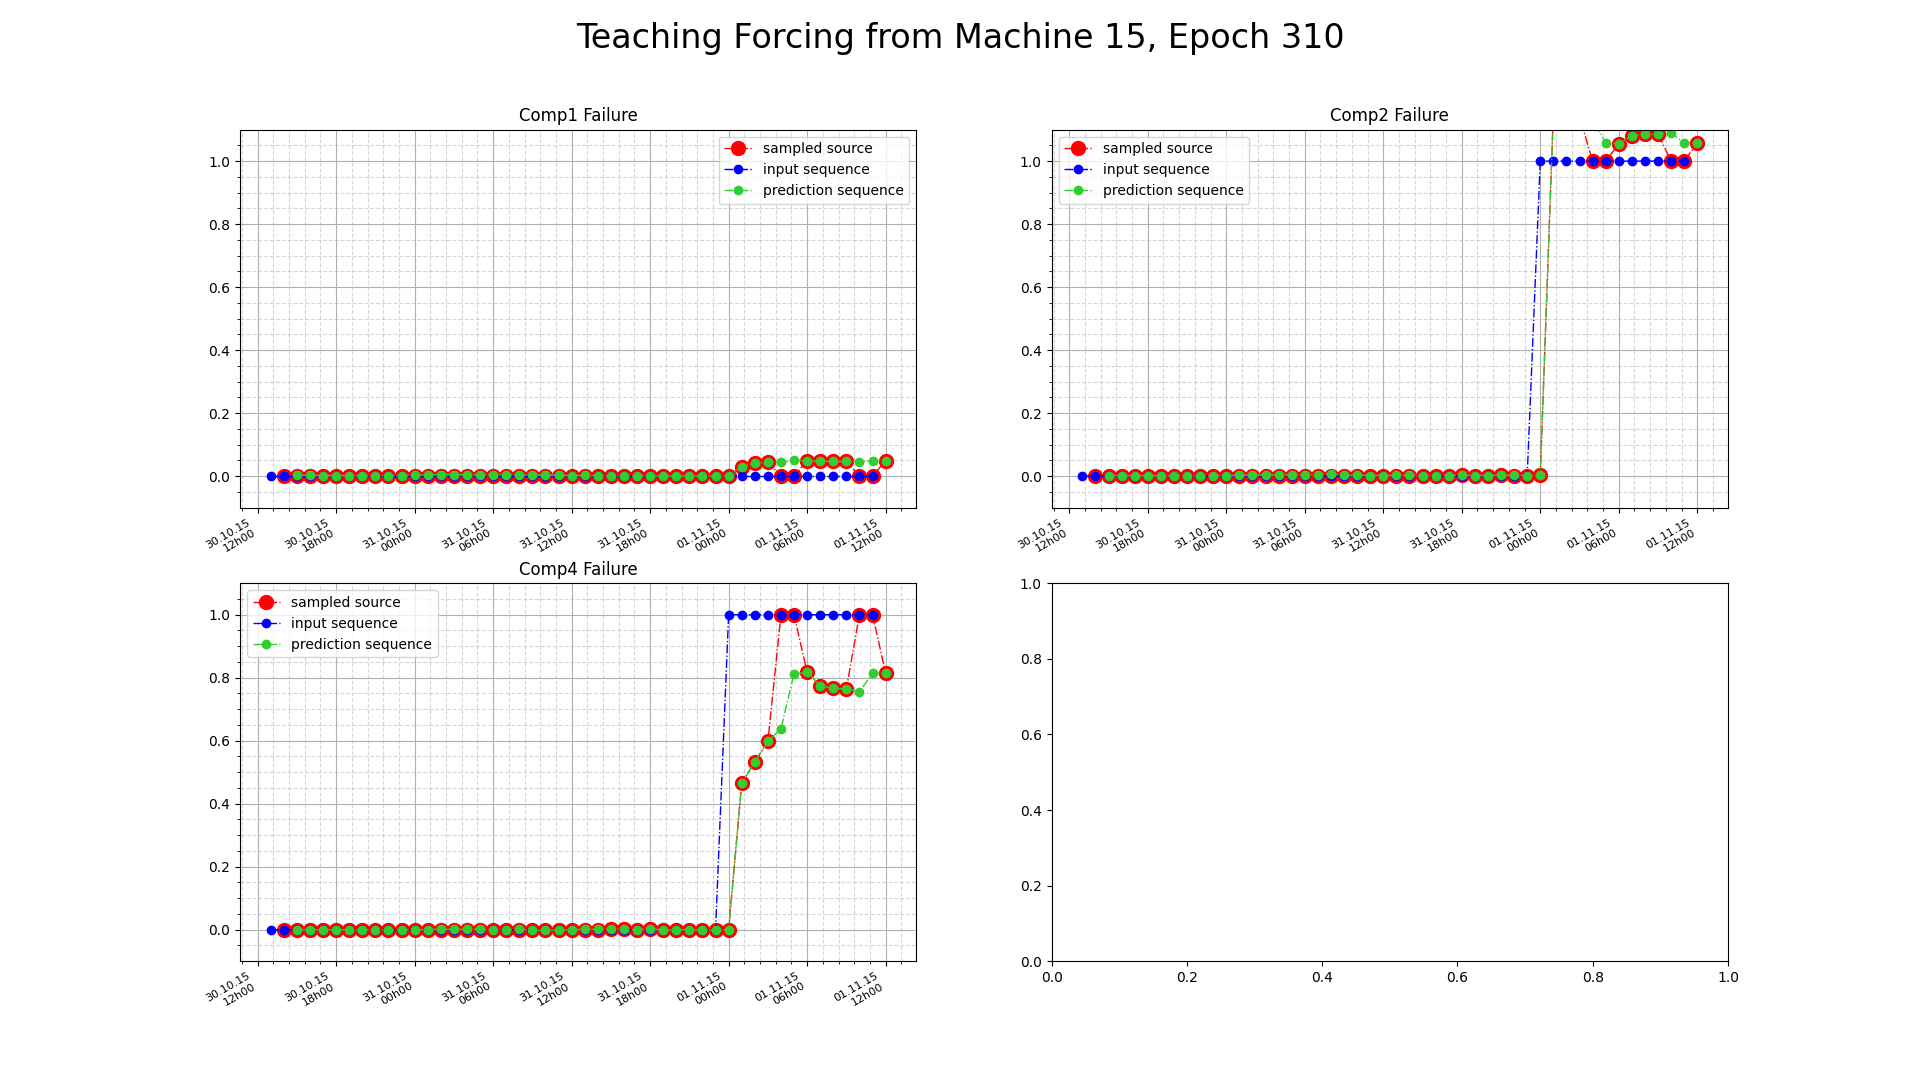 Teaching Forcing from Machine 15, Epoch 310
Comp1 Failure
1.0
0.8
0.6
0.4
0.2
0.0
sampled source
input sequence
prediction sequence
30.10.15 12h00
30.10.15 18h00
31.10.15 00h00
31.10.15 06h00
31.10.15 12h00
31.10.15 18h00
01.11.15 00h00
01.11.15 06h00
01.11.15 12h00
Comp2 Failure
1.0
0.8
0.6
0.4
0.2
0.0
sampled source
input sequence
prediction sequence
30.10.15 12h00
30.10.15 18h00
31.10.15 00h00
31.10.15 06h00
31.10.15 12h00
31.10.15 18h00
01.11.15 00h00
01.11.15 06h00
01.11.15 12h00
Comp4 Failure
1.0
0.8
0.6
0.4
0.2
0.0
sampled source
input sequence
prediction sequence
30.10.15 12h00
30.10.15 18h00
31.10.15 00h00
31.10.15 06h00
31.10.15 12h00
31.10.15 18h00
01.11.15 00h00
01.11.15 06h00
01.11.15 12h00
1.0
0.8
0.6
0.4
0.2
0.0
0.0 0.2 0.4 0.6 0.8 1.0